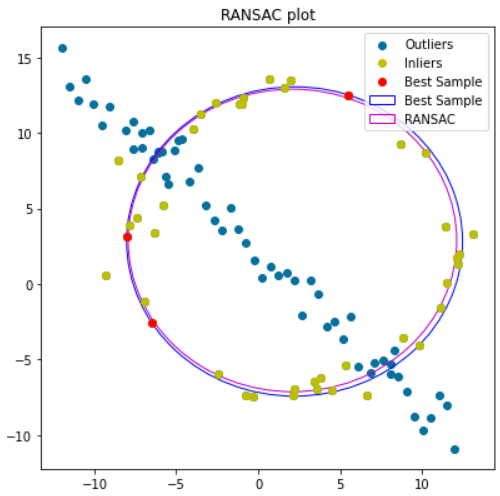 RANSAC plot
Outliers
Inliers
Best Sample
Best Sample
RANSAC
15
10
5
0
−5
−10
−10
−5
0
5
10